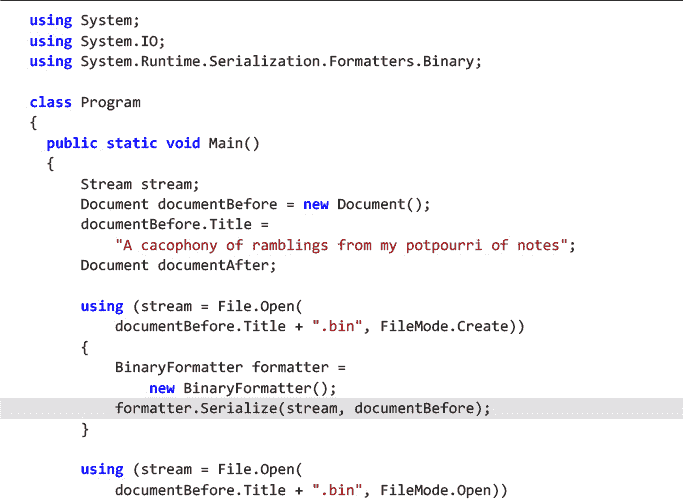 using System;
using System.IO;
using System.Runtime.Serialization.Formatters.Binary;
class Program
{
public static void Main()
{
Stream stream;
Document documentBefore = new Document();
documentBefore.Title =
"A cacophony of ramblings from my potpourri of notes";
Document documentAfter;
using (stream = File.Open(
documentBefore.Title + ".bin", FileMode.Create))
{
BinaryFormatter formatter =
new BinaryFormatter();
formatter.Serialize(stream, documentBefore);
}
using (stream = File.Open(
documentBefore.Title + ".bin", FileMode.Open))